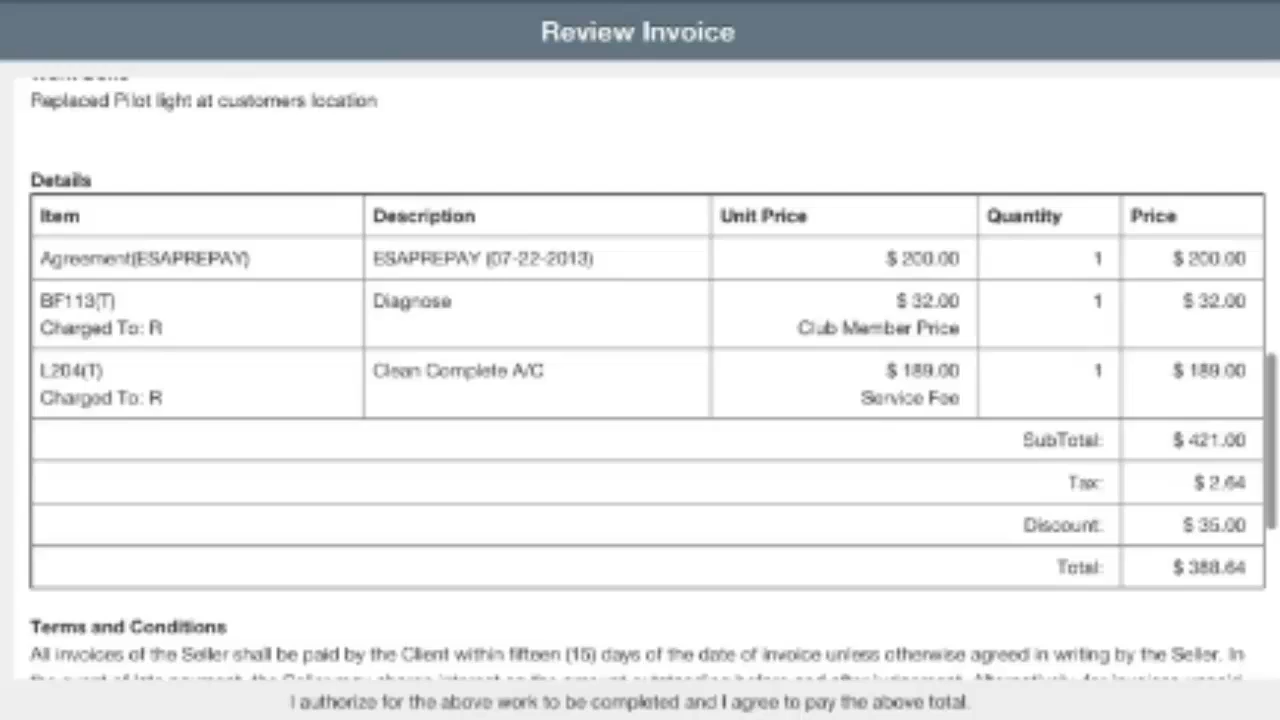 Review Invoice
Replaced Pilot light at customers location
Details
Item Description Unit Price Quantity Price
Agreement(ESAPREPAY) ESAPREPAY (07-22-2013) $ 200.00 1 $ 200.00
BF113(T) Diagnose $ 32.00 1 $ 32.00
Charged To: R Club Member Price
L204(T) Clean Complete A/C $ 189.00 1 $ 189.00
Charged To: R Service Fee
SubTotal: $ 421.00
Tax: $ 2.64
Discount: $ 35.00
Total: $ 388.64
Terms and Conditions
All invoices of the Seller shall be paid by the Client within fifteen (15) days of the date of invoice unless otherwise agreed in writing by the Seller. In
I authorize for the above work to be completed and I agree to pay the above total.